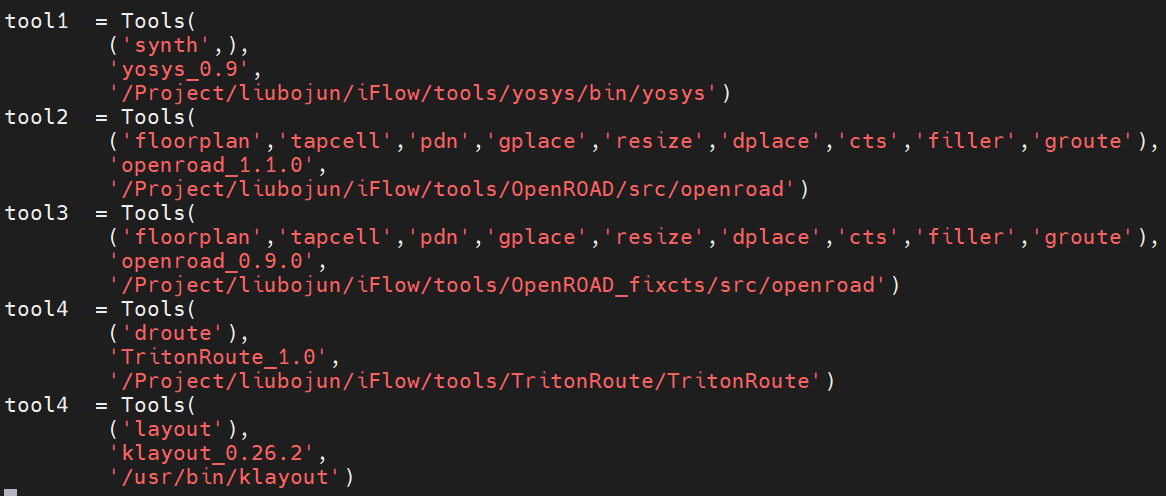 tool1  = Tools(
        ('synth',),
        'yosys_0.9',
        '/Project/liubojun/iFlow/tools/yosys/bin/yosys')
tool2  = Tools(
        ('floorplan','tapcell','pdn','gplace','resize','dplace','cts','filler','groute'),
        'openroad_1.1.0',
        '/Project/liubojun/iFlow/tools/OpenROAD/src/openroad')
tool3  = Tools(
        ('floorplan','tapcell','pdn','gplace','resize','dplace','cts','filler','groute'),
        'openroad_0.9.0',
        '/Project/liubojun/iFlow/tools/OpenROAD_fixcts/src/openroad')
tool4  = Tools(
        ('droute'),
        'TritonRoute_1.0',
        '/Project/liubojun/iFlow/tools/TritonRoute/TritonRoute')
tool4  = Tools(
        ('layout'),
        'klayout_0.26.2',
        '/usr/bin/klayout')